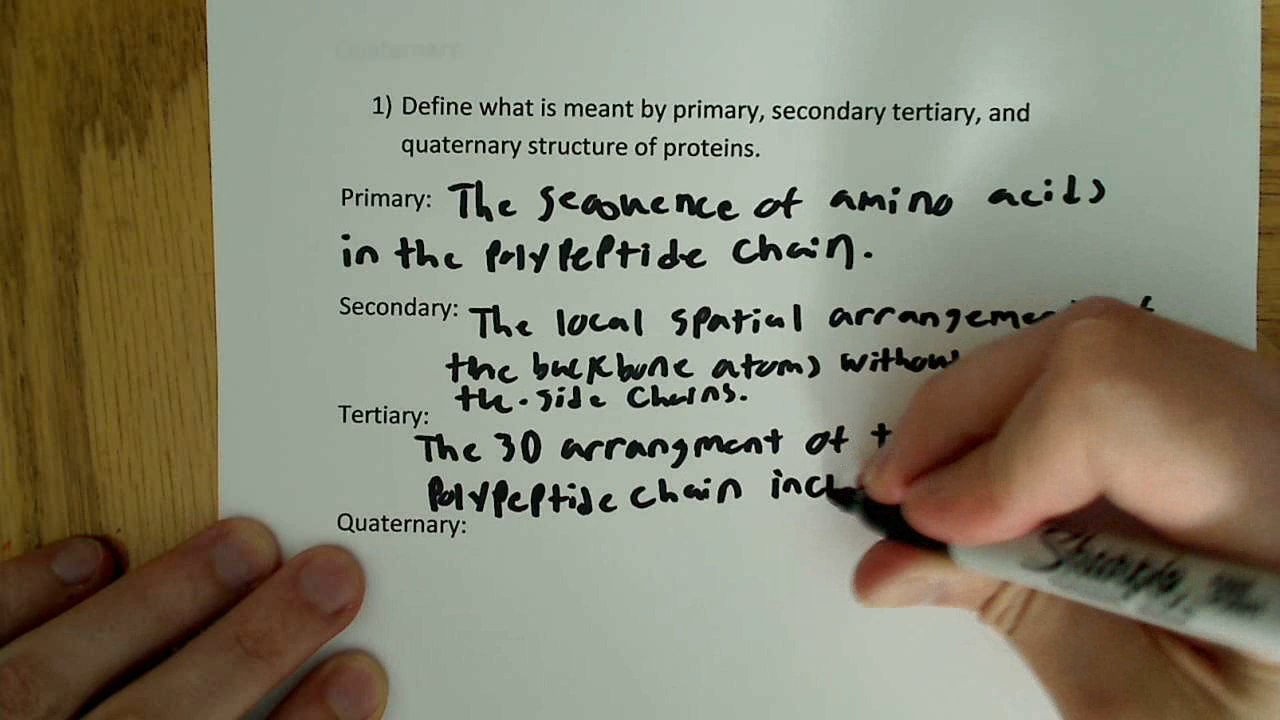 Quaternary
1) Define what is meant by primary, secondary tertiary, and
quaternary structure of proteins.
Primary: The sequence of amino acids
in the polypeptide chain.
Secondary: The local spatial
the backbone atoms
the side chains.
Tertiary:
The 3D arrangment of
polypeptide chain
Quaternary:
Sharpie